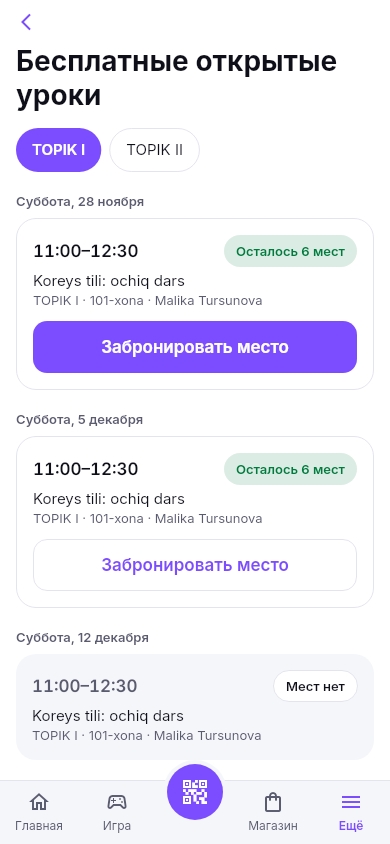 Бесплатные открытые
уроки
TOPIK I
TOPIK II
Суббота, 28 ноября
11:00–12:30
Осталось 6 мест
Koreys tili: ochiq dars
TOPIK I · 101-xona · Malika Tursunova
Забронировать место
Суббота, 5 декабря
11:00–12:30
Осталось 6 мест
Koreys tili: ochiq dars
TOPIK I · 101-xona · Malika Tursunova
Забронировать место
Суббота, 12 декабря
11:00–12:30
Мест нет
Koreys tili: ochiq dars
TOPIK I · 101-xona · Malika Tursunova
Главная
Игра
Магазин
Ещё